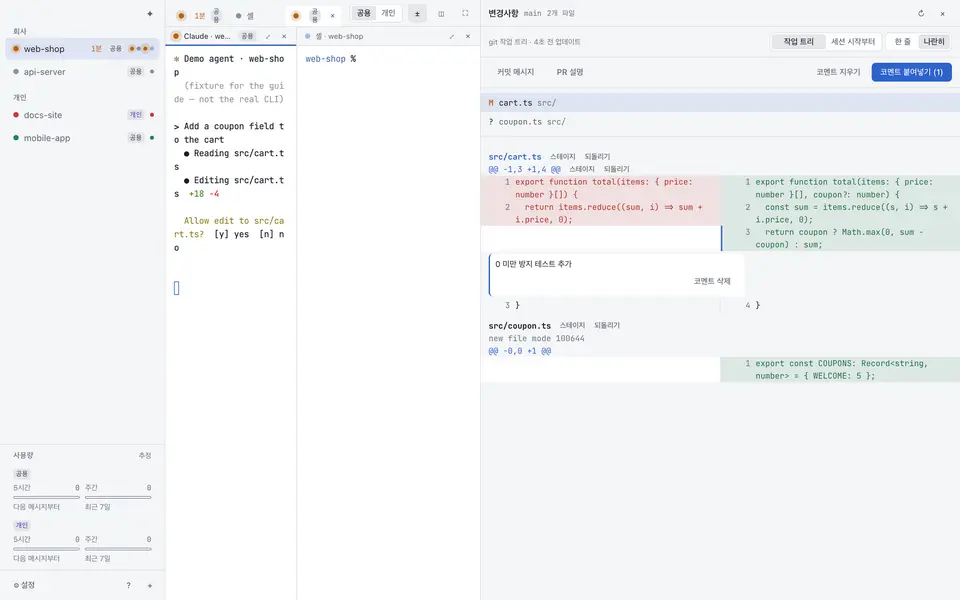 회사
web-shop 1분 공용
api-server 공용
개인
docs-site 개인
mobile-app 공용
사용량 추정
공용
5시간 0 주간 0
다음 메시지부터 최근 7일
개인
5시간 0 주간 0
다음 메시지부터 최근 7일
설정 ? +
1분 공용 셸 공용 × 공용 개인 ±
Claude · we... 공용 ×
✻ Demo agent · web-sho
p
(fixture for the gui
de — not the real CLI)
> Add a coupon field t
o the cart
● Reading src/cart.t
s
● Editing src/cart.t
s +18 -4
Allow edit to src/ca
rt.ts? [y] yes [n] n
o
셸 · web-shop ×
web-shop %
변경사항 main 2개 파일 ×
git 작업 트리 · 4초 전 업데이트 작업 트리 세션 시작부터 한 줄 나란히
커밋 메시지 PR 설명 코멘트 지우기 코멘트 붙여넣기 (1)
M cart.ts src/
? coupon.ts src/
src/cart.ts 스테이지 되돌리기
@@ -1,3 +1,4 @@ 스테이지 되돌리기
1 export function total(items: { price:
number }[]) {
2 return items.reduce((sum, i) => sum +
i.price, 0);
1 export function total(items: { price:
number }[], coupon?: number) {
2 const sum = items.reduce((s, i) => s +
i.price, 0);
3 return coupon ? Math.max(0, sum -
coupon) : sum;
0 미만 방지 테스트 추가
코멘트 삭제
3 }
4 }
src/coupon.ts 스테이지 되돌리기
new file mode 100644
@@ -0,0 +1 @@
1 export const COUPONS: Record<string,
number> = { WELCOME: 5 };